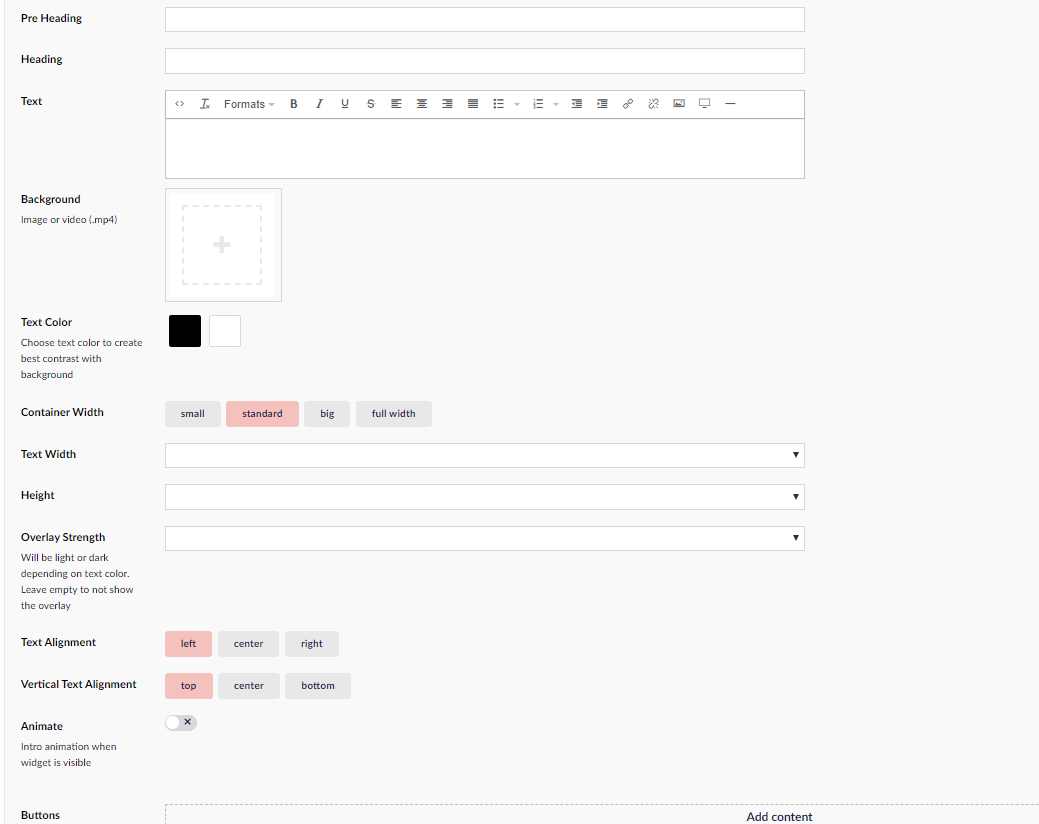 Pre Heading
Heading
Text
Formats B I U S
Background
Image or video (.mp4)
Text Color
Choose text color to create
best contrast with
background
Container Width
small standard big full width
Text Width
Height
Overlay Strength
Will be light or dark
depending on text color.
Leave empty to not show
the overlay
Text Alignment
left center right
Vertical Text Alignment
top center bottom
Animate
Intro animation when
widget is visible
Buttons
Add content